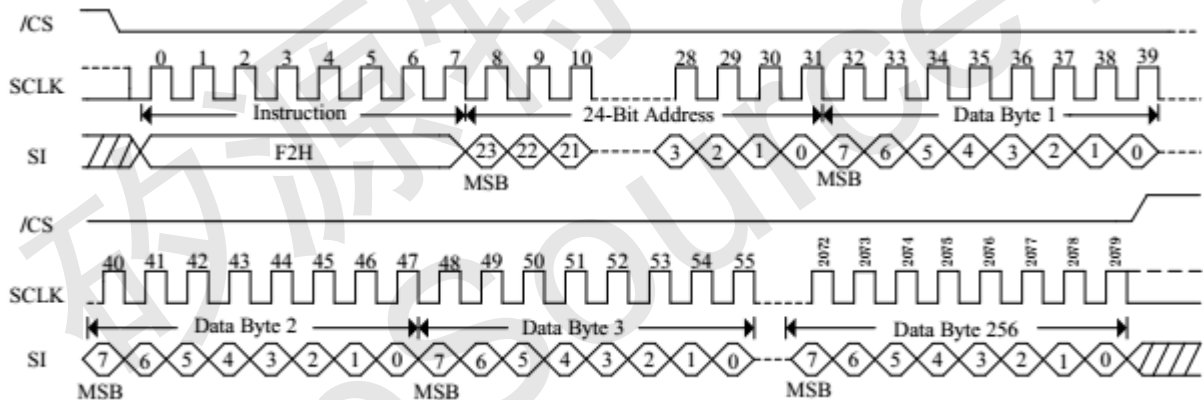 /CS
0 1 2 3 4 5 6 7 8 9 10 28 29 30 31 32 33 34 35 36 37 38 39
SCLK
Instruction 24-Bit Address Data Byte 1
SI F2H 23 22 21 3 2 1 0 7 6 5 4 3 2 1 0
MSB MSB
/CS
40 41 42 43 44 45 46 47 48 49 50 51 52 53 54 55 2072 2073 2074 2075 2076 2077 2078 2079
SCLK
Data Byte 2 Data Byte 3 Data Byte 256
SI 7 6 5 4 3 2 1 0 7 6 5 4 3 2 1 0 7 6 5 4 3 2 1 0
MSB MSB MSB
矽源特
Source